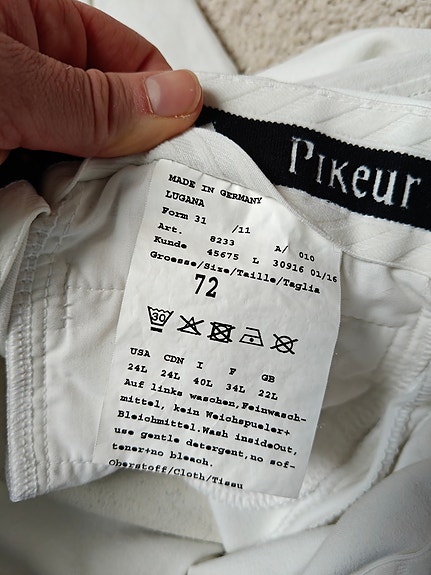 PIKEUR
MADE IN GERMANY
LUGANA
Form 31 /11
Art. 8233 A/ 010
Kunde 45675 L 30916 01/16
Groesse/Size/Taille/Taglia
72
30
USA CDN I F GB
24L 24L 40L 34L 22L
Auf links waschen,Feinwasch-
mittel, kein Weichspueler+
Bleichmittel.Wash insideOut,
use gentle detergent,no sof-
tener+no bleach.
Oberstoff/Cloth/Tissu